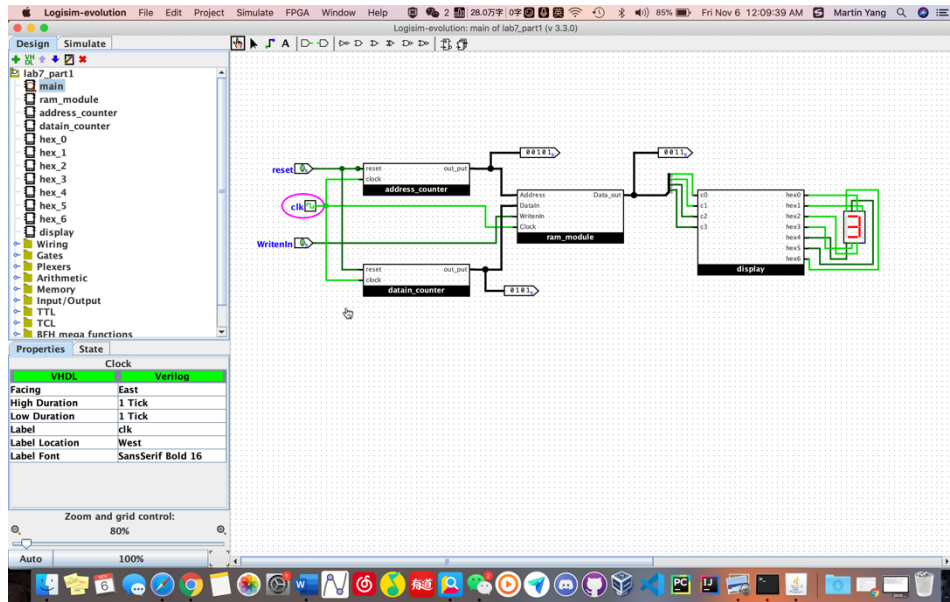 Logisim-evolution File Edit Project Simulate FPGA Window Help 2 28.0万字 0字 英 85% Fri Nov 6 12:09:39 AM Martin Yang
Logisim-evolution: main of lab7_part1 (v 3.3.0)
Design Simulate
VH
DL
A
lab7_part1
main
ram_module
address_counter
datain_counter
hex_0
hex_1
hex_2
hex_3
hex_4
hex_5
hex_6
display
Wiring
Gates
Plexers
Arithmetic
Memory
Input/Output
TTL
TCL
BFH mega functions
reset
clk
WritenIn
reset out_put
clock
address_counter
00101
reset out_put
clock
datain_counter
0101
Address Data_out
DataIn
WritenIn
Clock
ram_module
0011
c0 hex0
c1 hex1
c2 hex2
c3 hex3
hex4
hex5
hex6
display
3
Properties State
Clock
VHDL Verilog
Facing East
High Duration 1 Tick
Low Duration 1 Tick
Label clk
Label Location West
Label Font SansSerif Bold 16
Zoom and grid control:
80%
Auto 100%
NOV
6
有道
PC
IJ